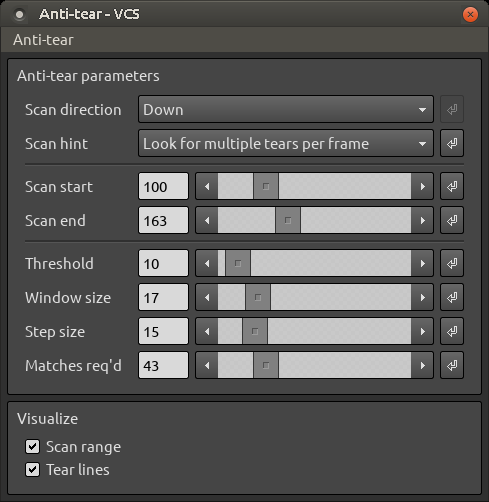 Anti-tear - VCS
Anti-tear
Anti-tear parameters
Scan direction Down
Scan hint Look for multiple tears per frame
Scan start 100
Scan end 163
Threshold 10
Window size 17
Step size 15
Matches req'd 43
Visualize
Scan range
Tear lines